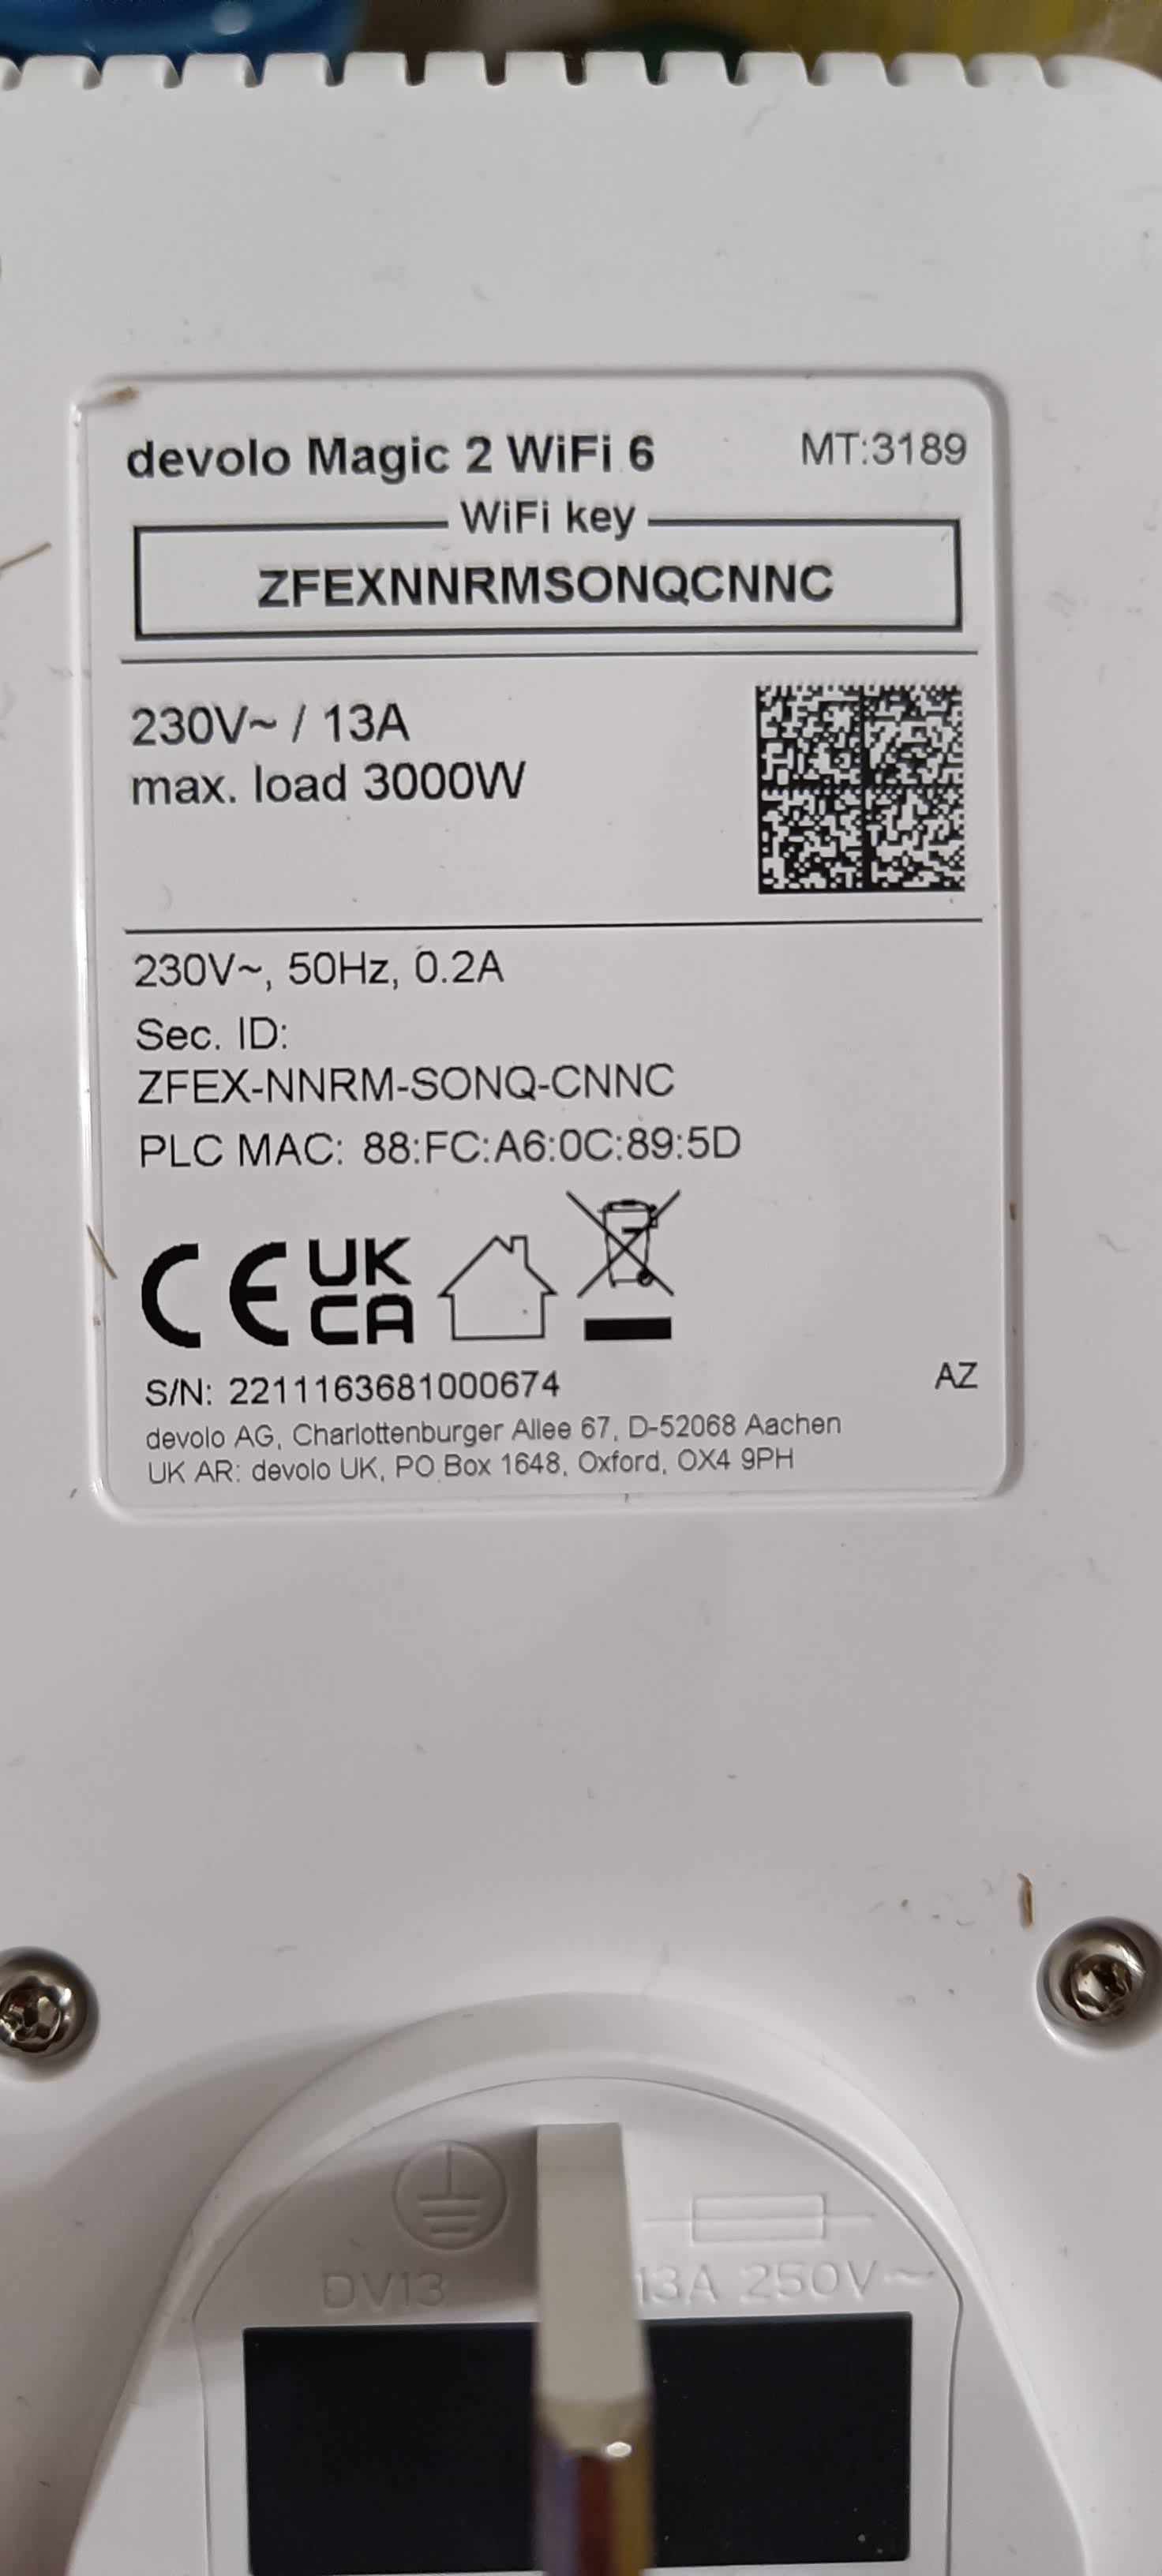 devolo Magic 2 WiFi 6 MT:3189
WiFi key
ZFEXNNRMSONQCNNC
230V~ / 13A
max. load 3000W
230V~, 50Hz, 0.2A
Sec. ID:
ZFEX-NNRM-SONQ-CNNC
PLC MAC: 88:FC:A6:0C:89:5D
CE UK
CA
S/N: 2211163681000674 AZ
devolo AG, Charlottenburger Allee 67, D-52068 Aachen
UK AR: devolo UK, PO Box 1648, Oxford, OX4 9PH
DV13 13A 250V~